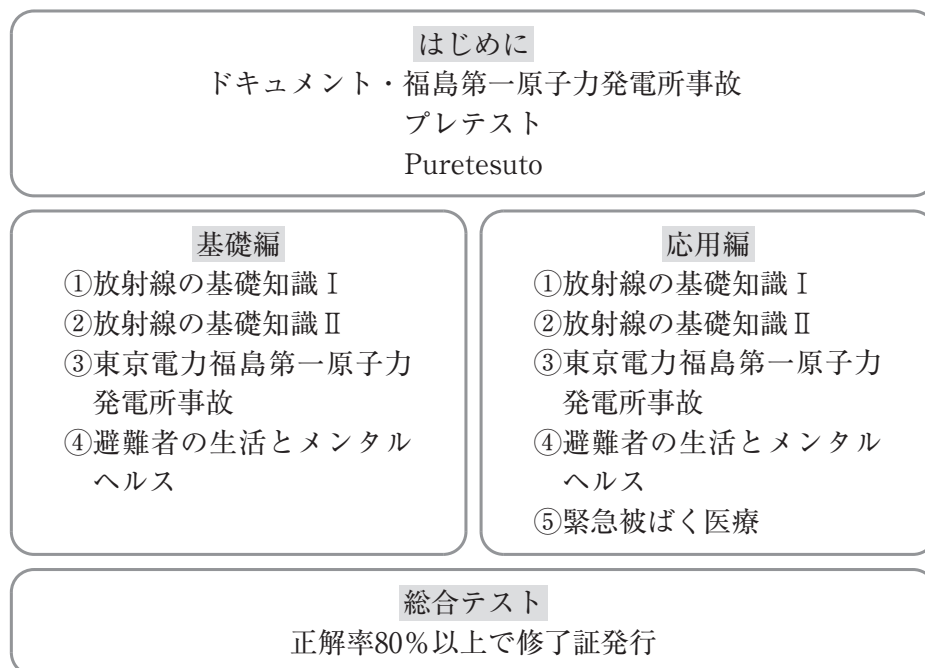 はじめに
ドキュメント・福島第一原子力発電所事故
プレテスト
Puretesuto
基礎編
①放射線の基礎知識Ⅰ
②放射線の基礎知識Ⅱ
③東京電力福島第一原子力
発電所事故
④避難者の生活とメンタル
ヘルス
応用編
①放射線の基礎知識Ⅰ
②放射線の基礎知識Ⅱ
③東京電力福島第一原子力
発電所事故
④避難者の生活とメンタル
ヘルス
⑤緊急被ばく医療
総合テスト
正解率80％以上で修了証発行